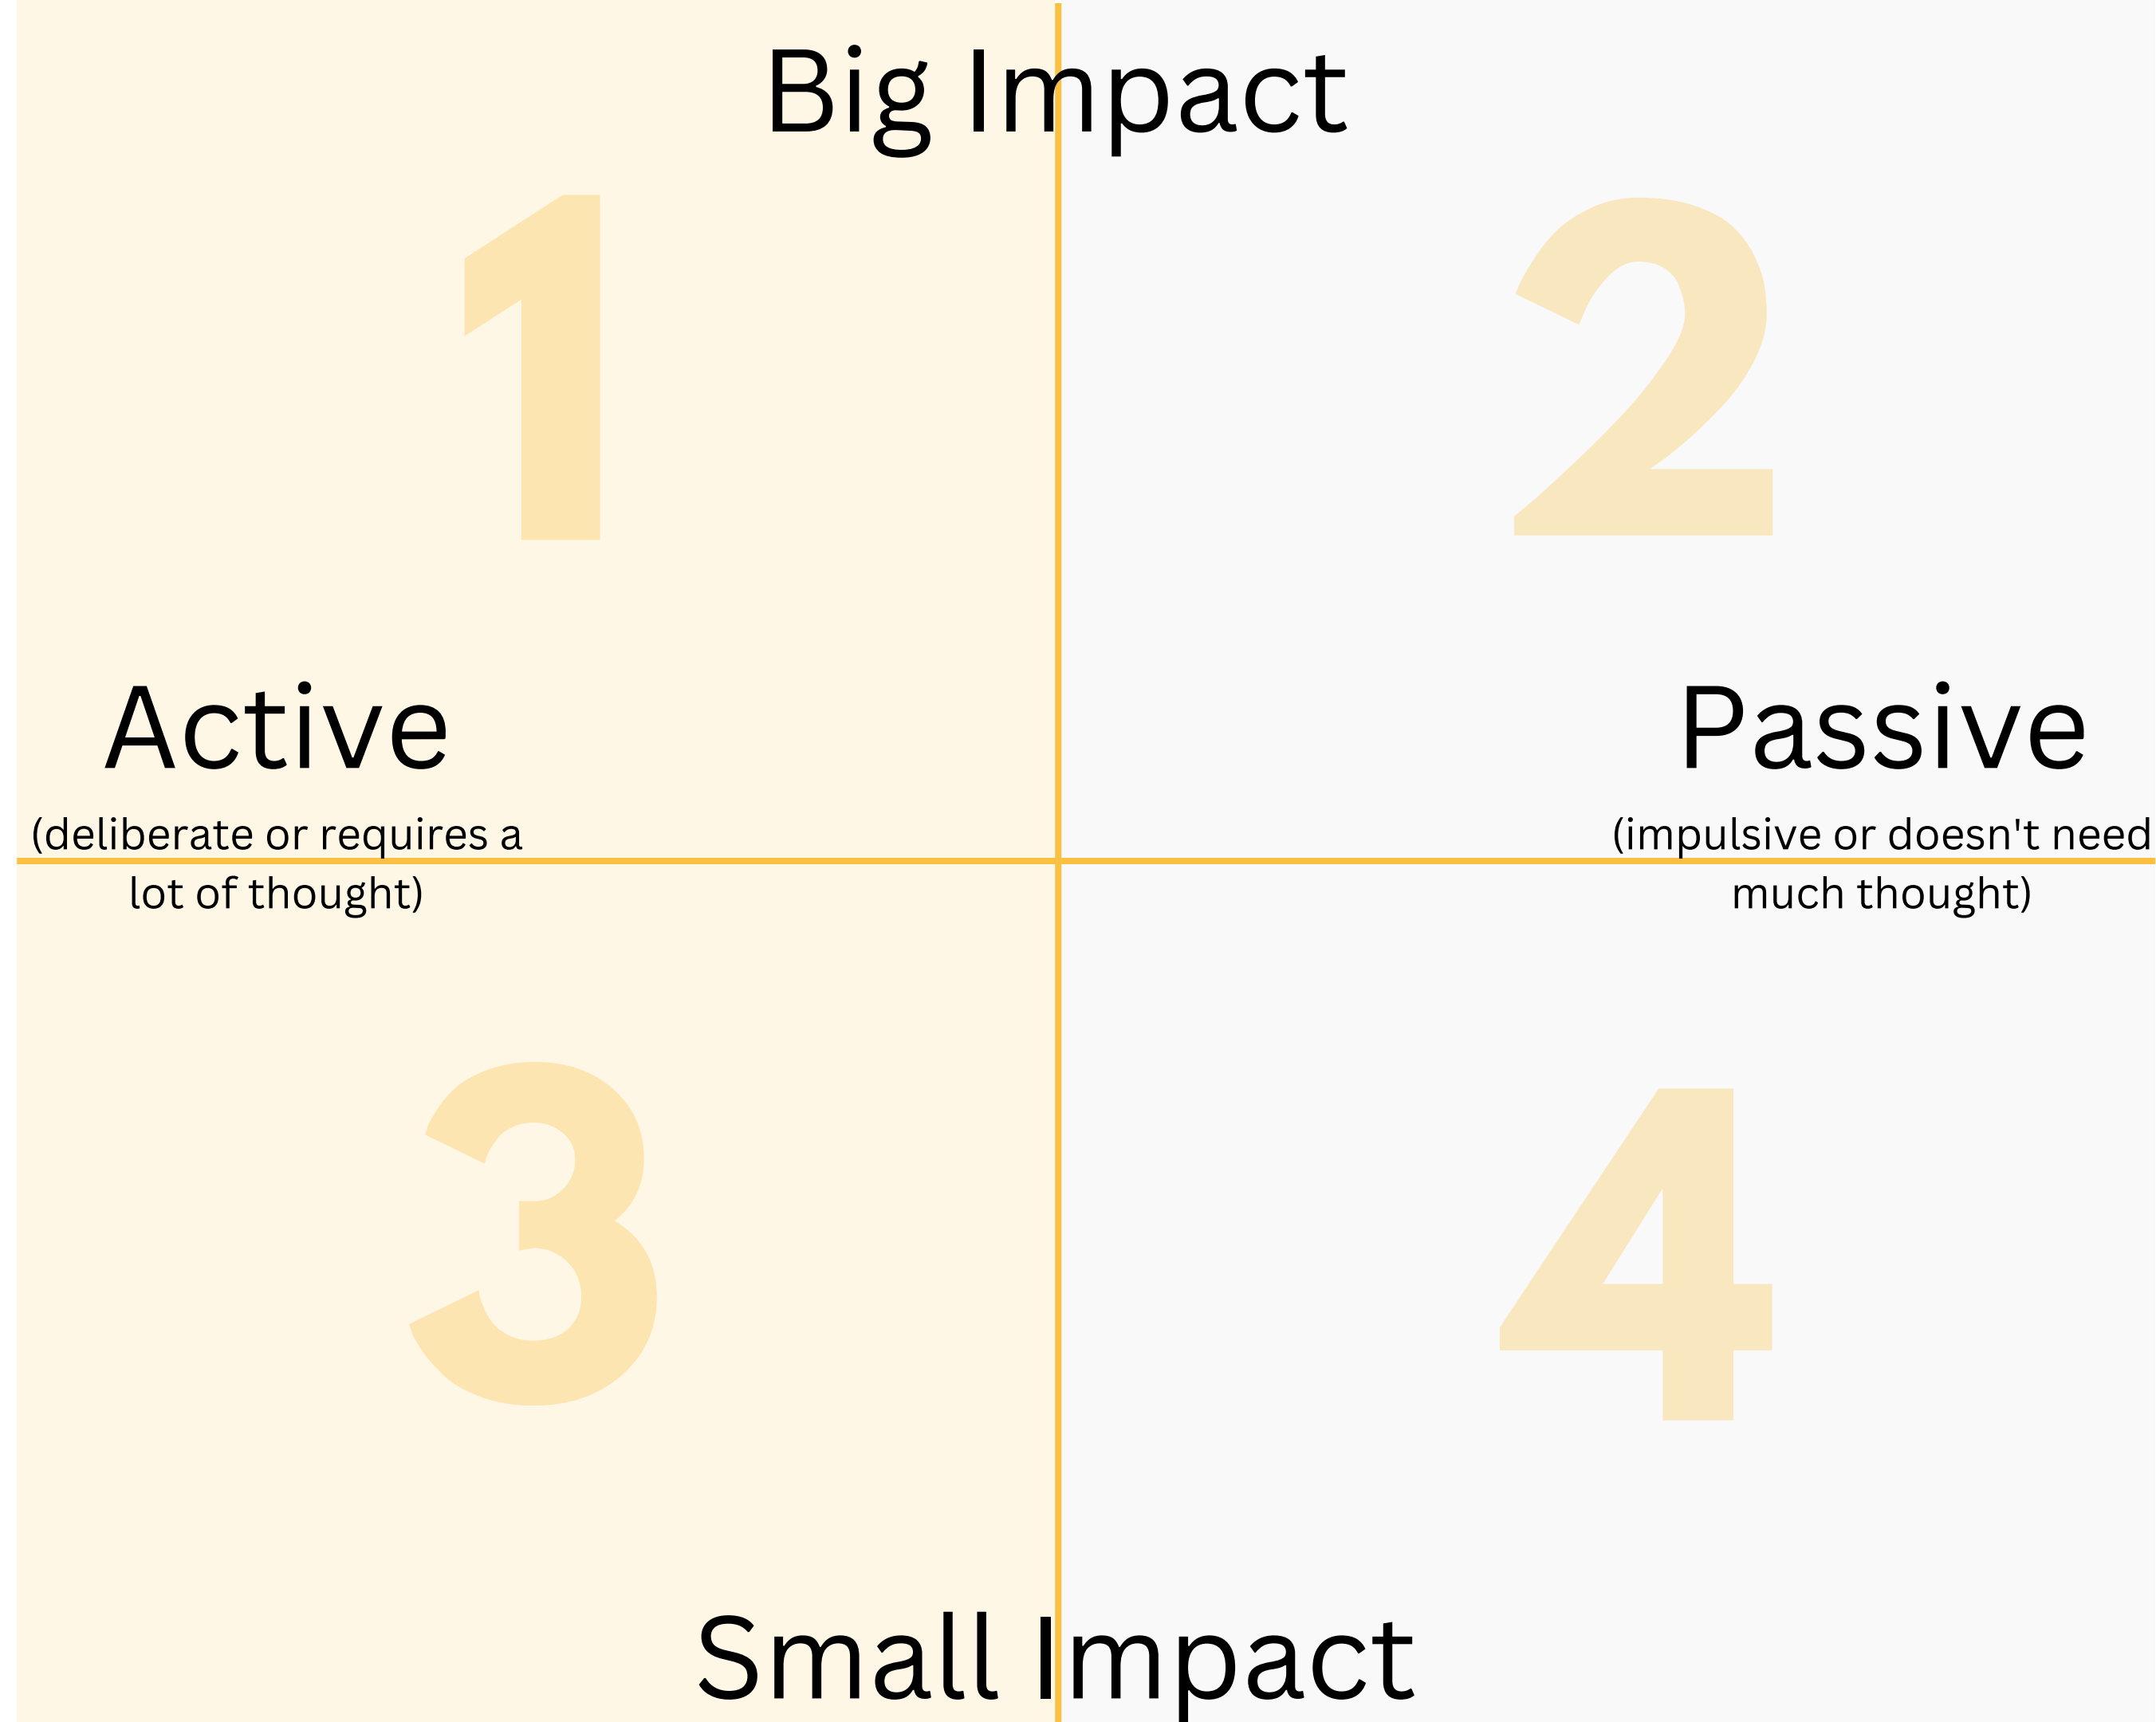 Big Impact
1
2
Active
Passive
(deliberate or requires a
lot of thought)
(impulsive or doesn't need
much thought)
3
4
Small Impact